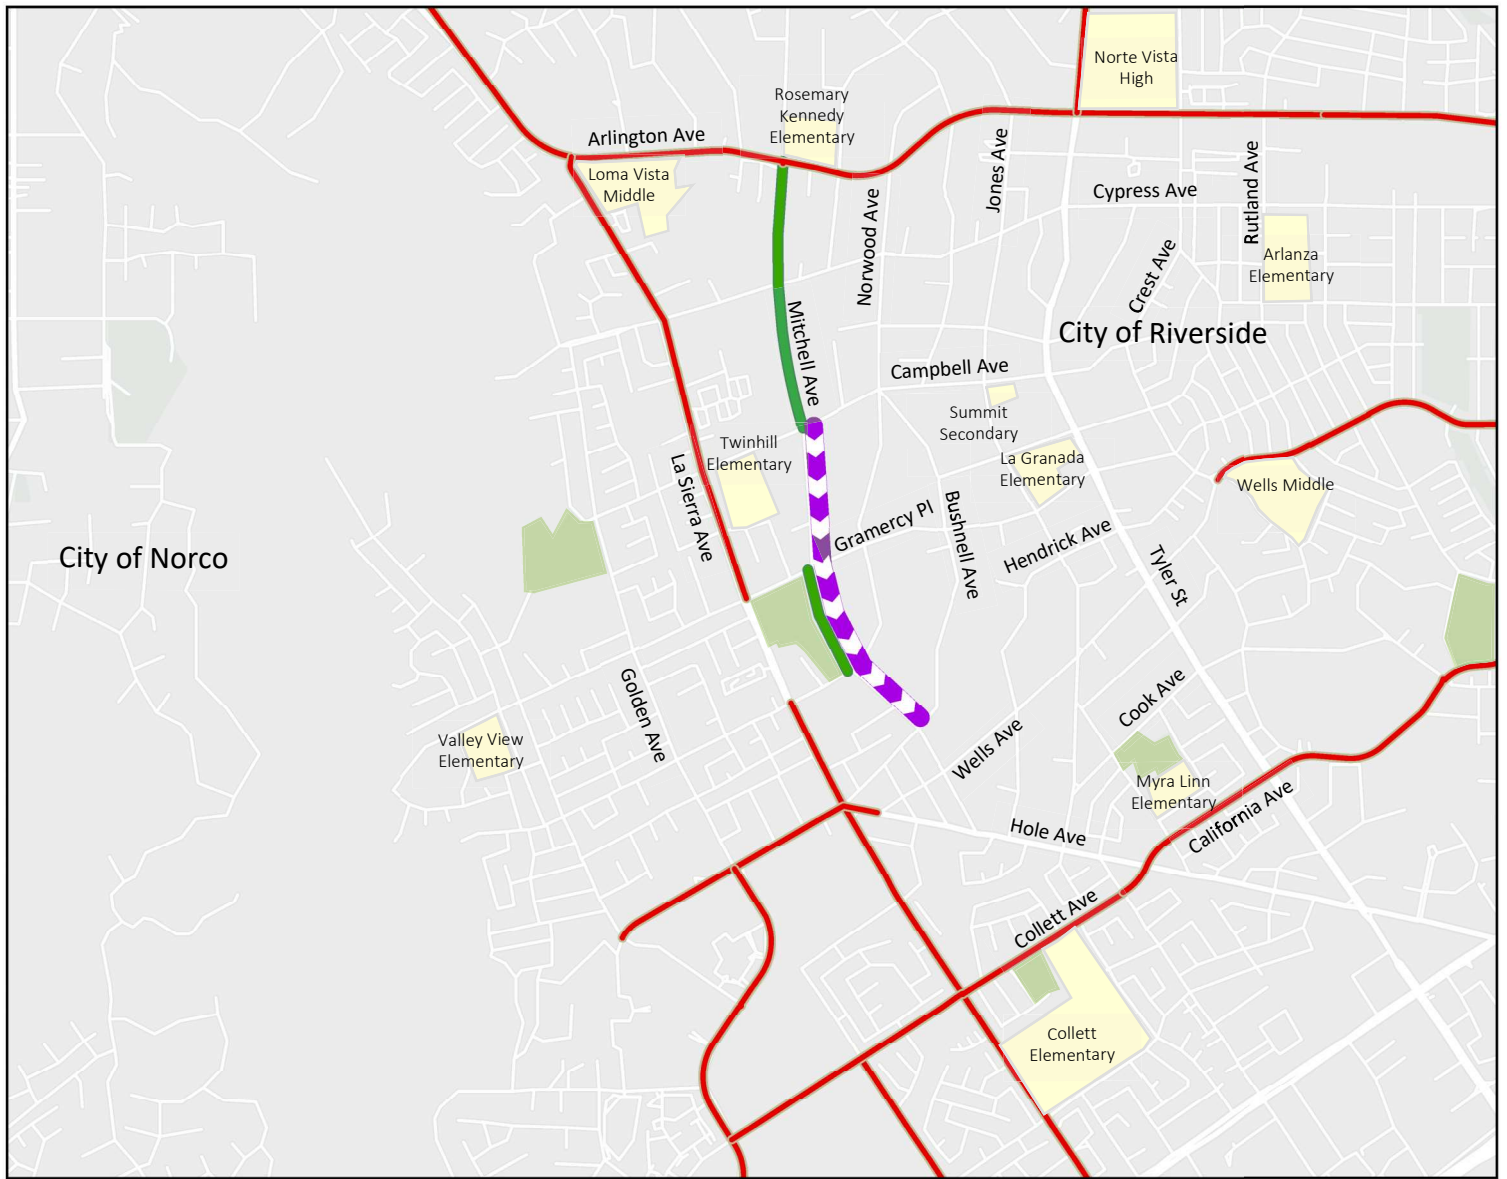 Norte Vista
High
Rosemary
Kennedy
Elementary
Arlington Ave
Loma Vista
Middle
Jones Ave
Cypress Ave
Rutland Ave
Norwood Ave
Crest Ave
Arlanza
Elementary
City of Riverside
Mitchell Ave
Campbell Ave
Summit
Secondary
Twinhill
Elementary
La Granada
Elementary
Wells Middle
La Sierra Ave
Gramercy Pl
Bushnell Ave
Hendrick Ave
Tyler St
City of Norco
Golden Ave
Cook Ave
Wells Ave
Valley View
Elementary
Myra Linn
Elementary
California Ave
Hole Ave
Collett Ave
Collett
Elementary